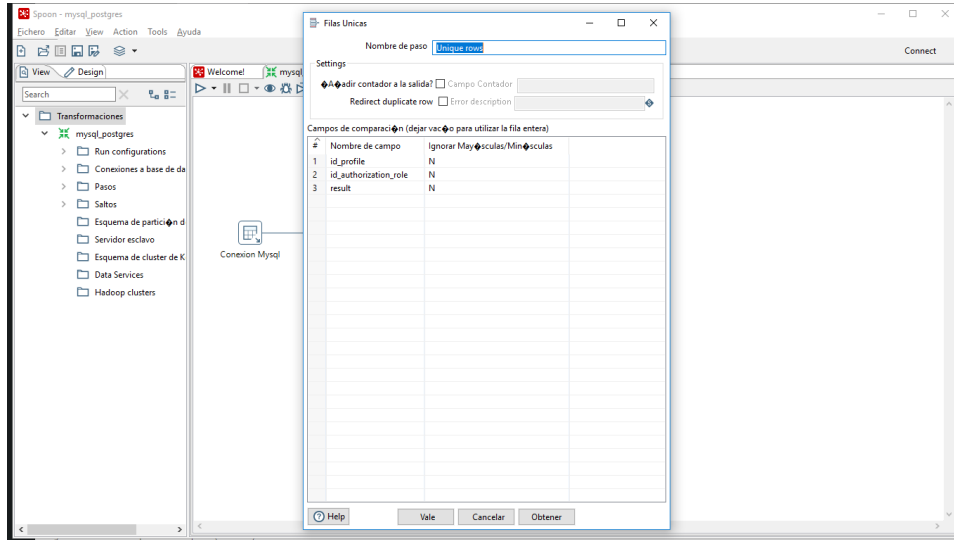 Spoon - mysql_postgres
Fichero Editar View Action Tools Ayuda
Connect
View Design
Search
Transformaciones
mysql_postgres
Run configurations
Conexiones a base de da
Pasos
Saltos
Esquema de partici�n d
Servidor esclavo
Esquema de cluster de K
Data Services
Hadoop clusters
Welcome! mysql
Conexion Mysql
Filas Unicas
Nombre de paso Unique rows
Settings
�A�adir contador a la salida? Campo Contador
Redirect duplicate row Error description
Campos de comparaci�n (dejar vac�o para utilizar la fila entera)
# Nombre de campo Ignorar May�sculas/Min�sculas
1 id_profile N
2 id_authorization_role N
3 result N
Help Vale Cancelar Obtener